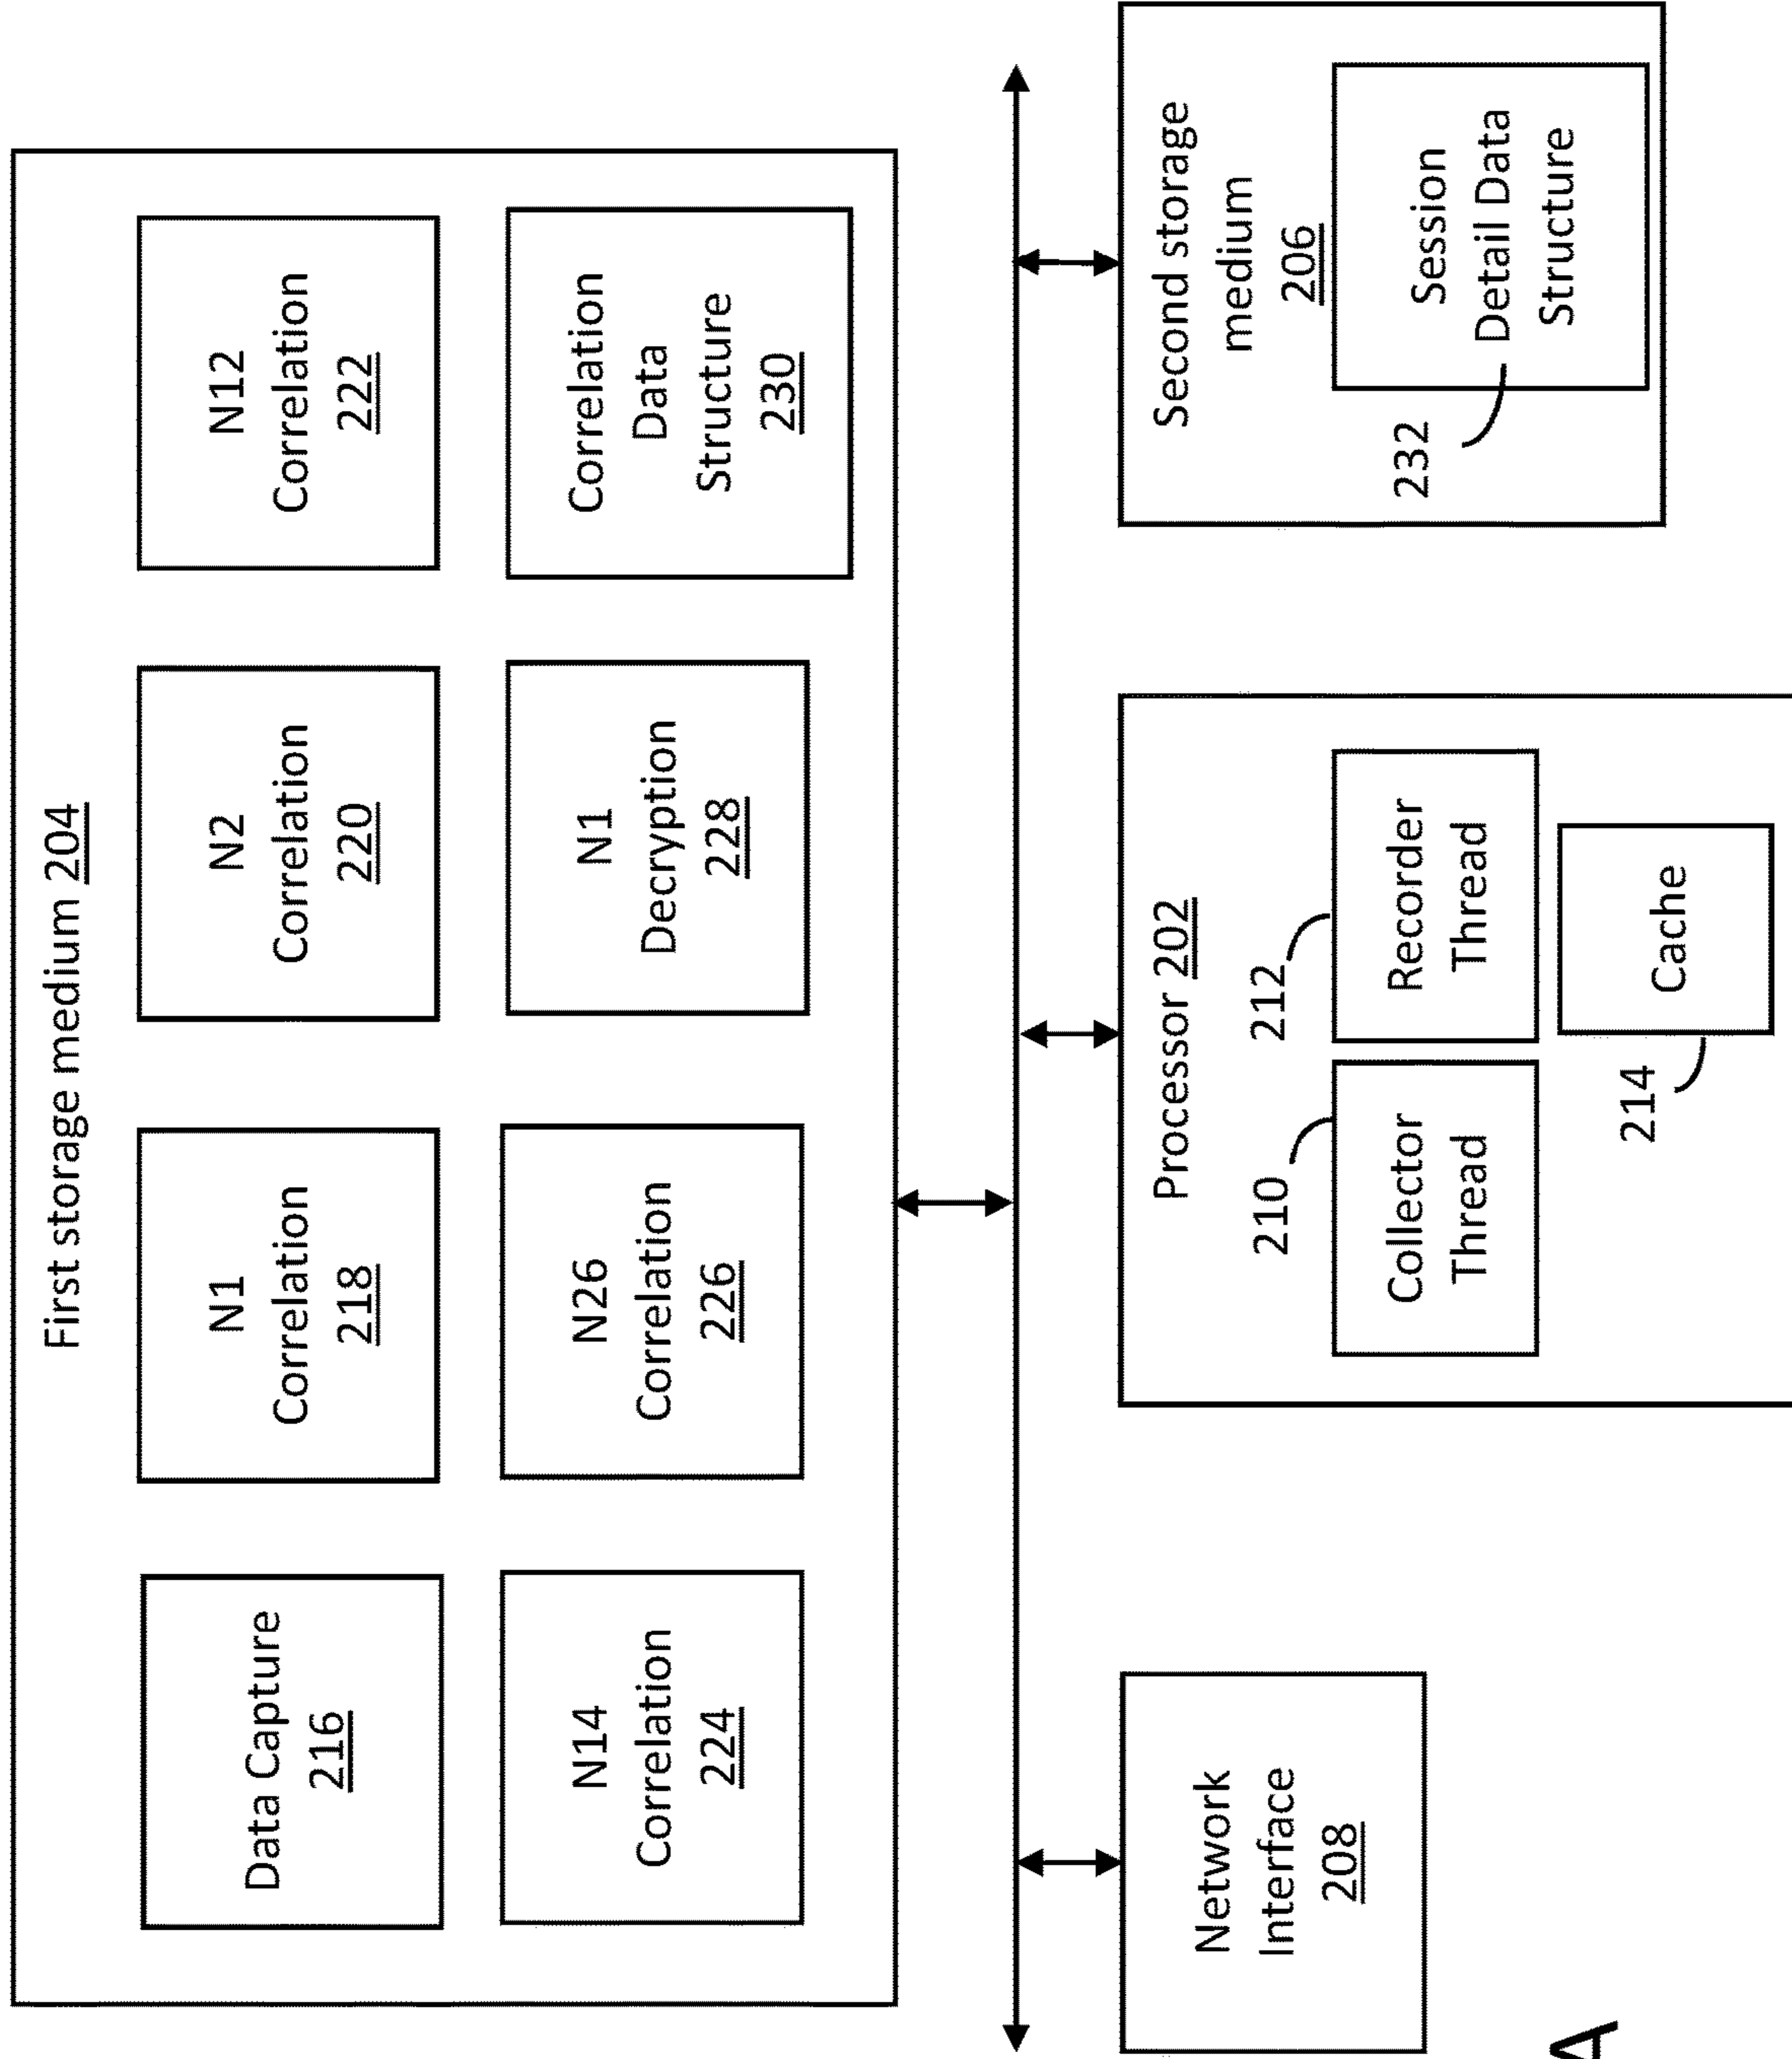 First storage medium 204
Data Capture
216
N1
Correlation
218
N2
Correlation
220
N12
Correlation
222
N14
Correlation
224
N26
Correlation
226
N1
Decryption
228
Correlation
Data
Structure
230
Network
Interface
208
Processor 202
210
212
Collector
Thread
Recorder
Thread
214
Cache
Second storage
medium
206
232
Session
Detail Data
Structure
A